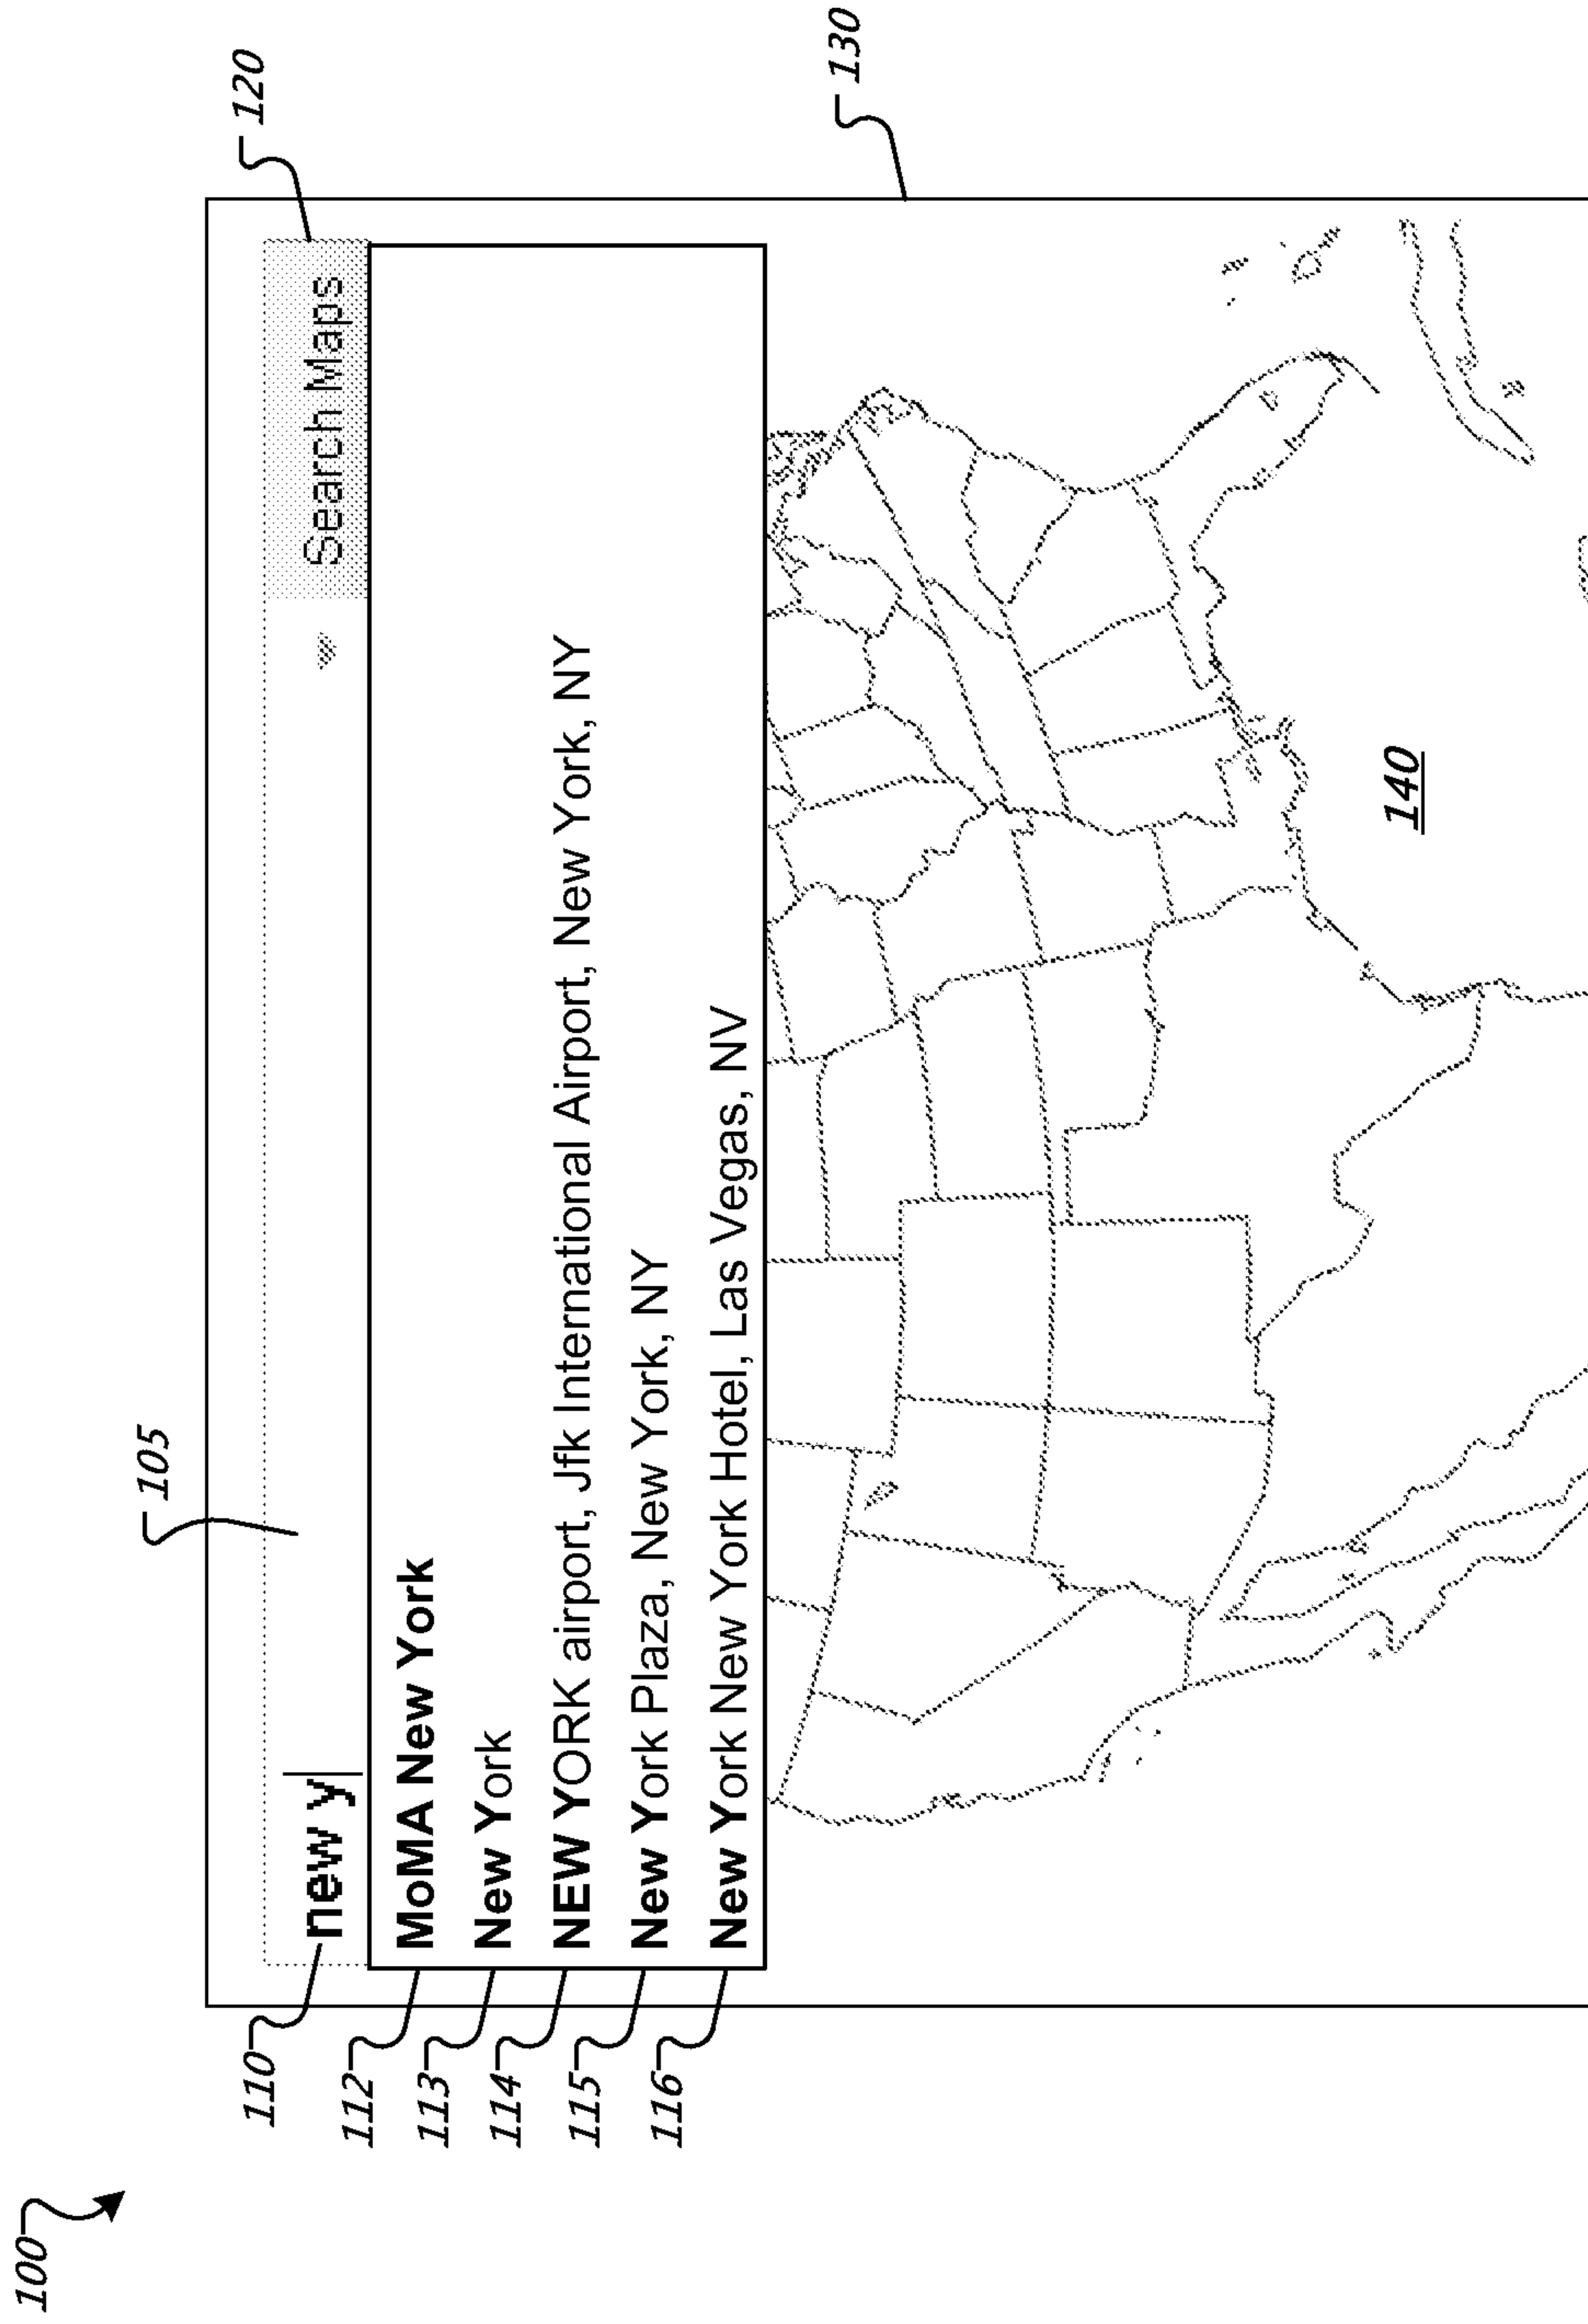 100
105
120
110
new y
Search Maps
112
MoMA New York
113
New York
114
NEW YORK airport, Jfk International Airport, New York, NY
115
New York Plaza, New York, NY
116
New York New York Hotel, Las Vegas, NV
130
140